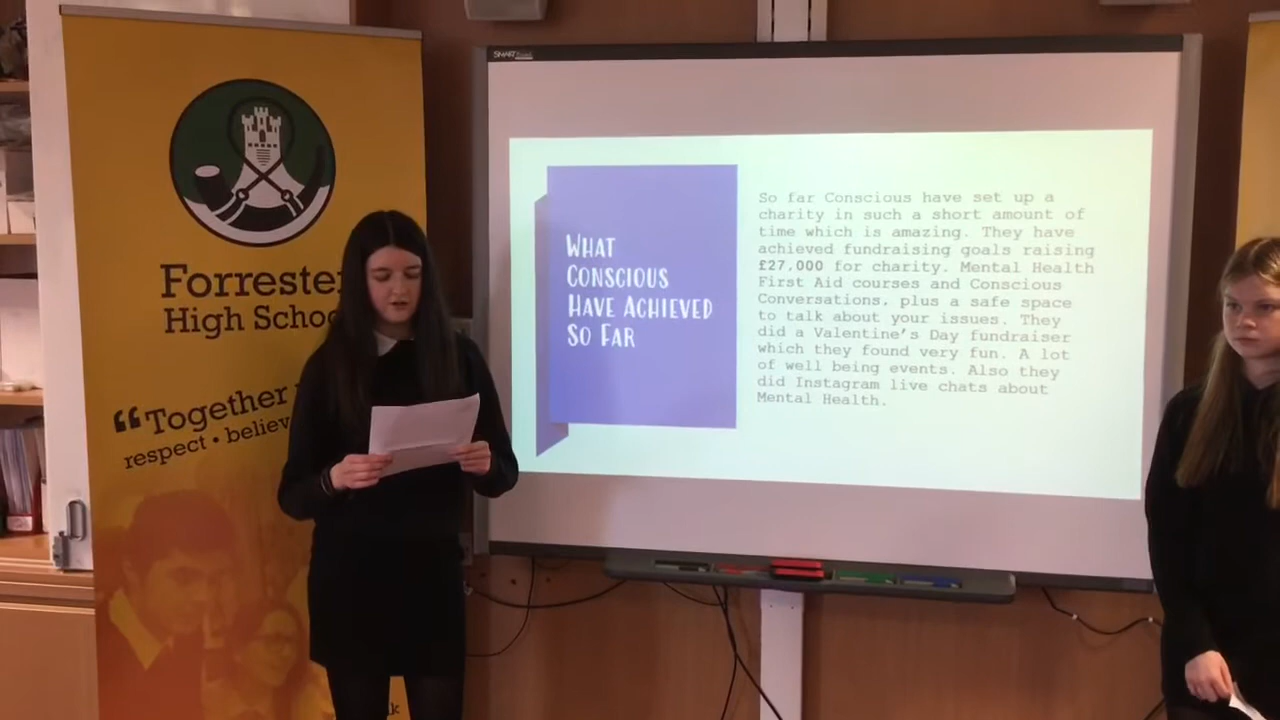 SMART
Forreste
High Schoo
“Together
respect • believ
WHAT
CONSCIOUS
HAVE ACHIEVED
SO FAR
So far Conscious have set up a
charity in such a short amount of
time which is amazing. They have
achieved fundraising goals raising
£27,000 for charity. Mental Health
First Aid courses and Conscious
Conversations, plus a safe space
to talk about your issues. They
did a Valentine’s Day fundraiser
which they found very fun. A lot
of well being events. Also they
did Instagram live chats about
Mental Health.